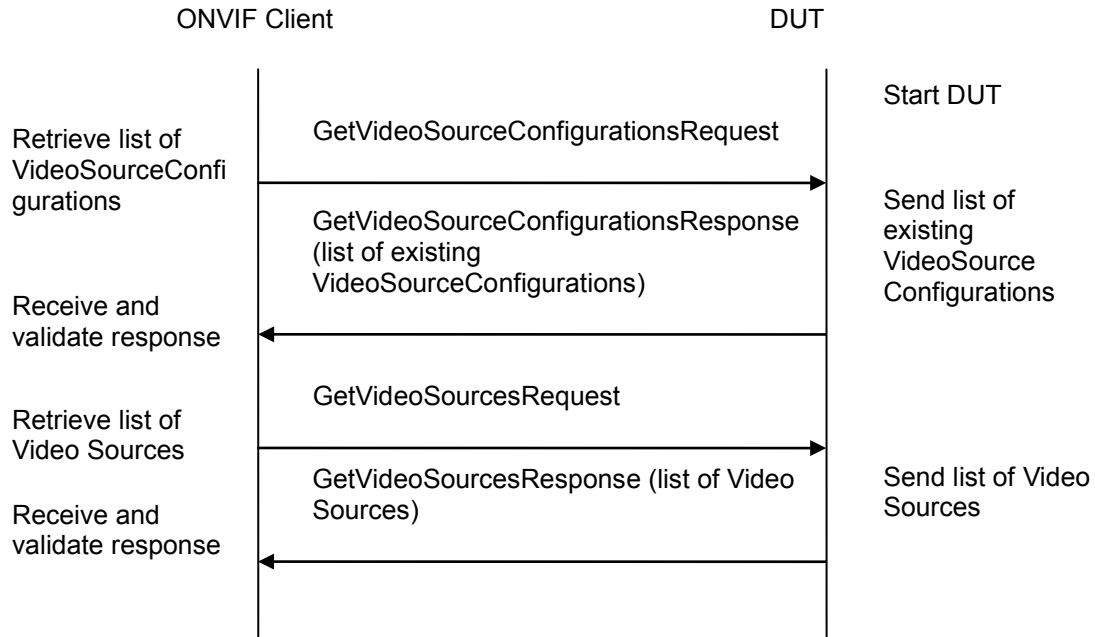 ONVIF Client
DUT
Start DUT
Retrieve list of
VideoSourceConfi
gurations
GetVideoSourceConfigurationsRequest
Send list of
existing
VideoSource
Configurations
GetVideoSourceConfigurationsResponse
(list of existing
VideoSourceConfigurations)
Receive and
validate response
GetVideoSourcesRequest
Retrieve list of
Video Sources
GetVideoSourcesResponse (list of Video
Sources)
Send list of Video
Sources
Receive and
validate response